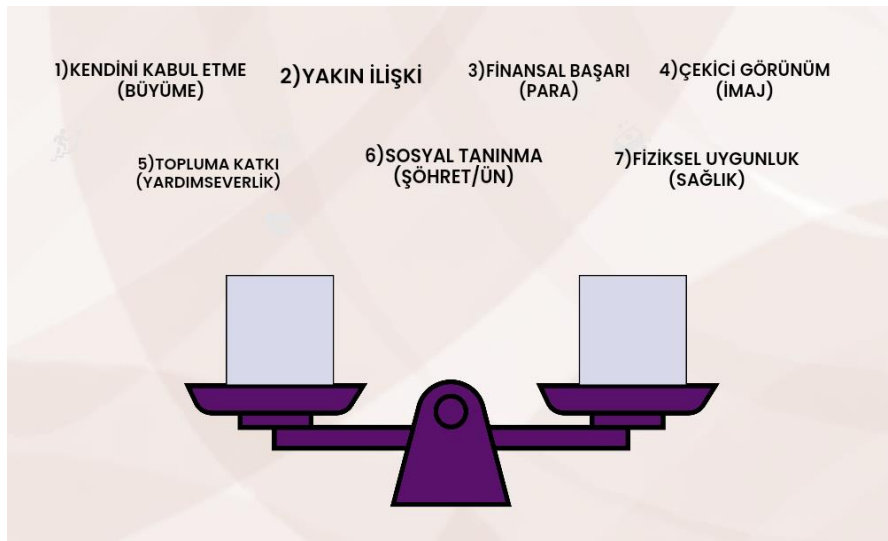 1)KENDİNİ KABUL ETME
(BÜYÜME)
2)YAKIN İLİŞKİ
3)FİNANSAL BAŞARI
(PARA)
4)ÇEKİCİ GÖRÜNÜM
(İMAJ)
5)TOPLUMA KATKI
(YARDIMSEVERLİK)
6)SOSYAL TANINMA
(ŞÖHRET/ÜN)
7)FİZİKSEL UYGUNLUK
(SAĞLIK)